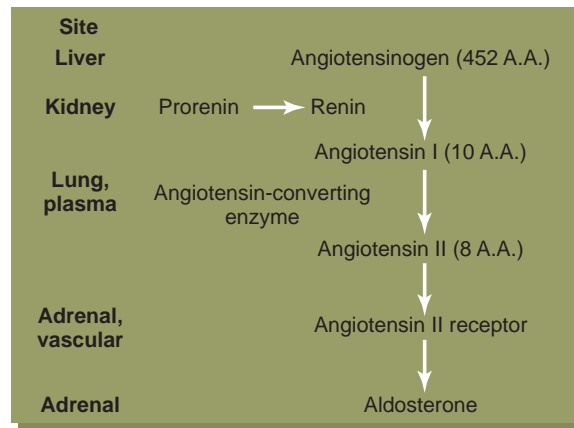 Site
Liver Angiotensinogen (452 A.A.)
Kidney Prorenin Renin
Angiotensin I (10 A.A.)
Lung,
plasma
Angiotensin-converting
enzyme
Angiotensin II (8 A.A.)
Adrenal,
vascular
Angiotensin II receptor
Adrenal Aldosterone